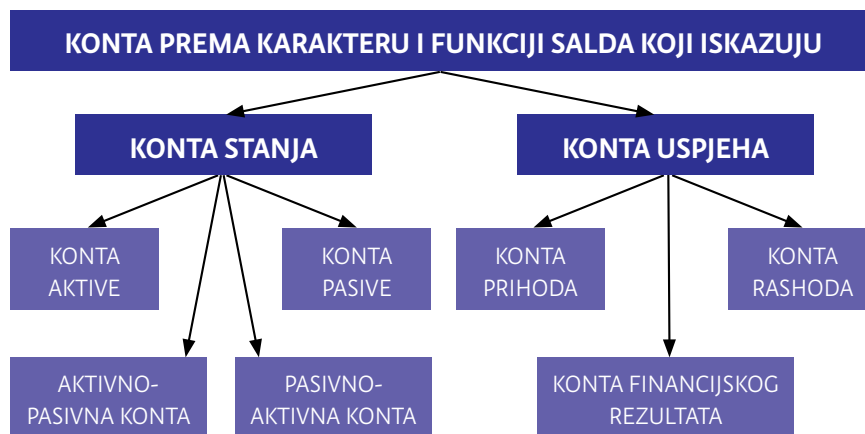 KONTA PREMA KARAKTERU I FUNKCIJI SALDA KOJI ISKAZUJU
KONTA STANJA
KONTA USPJEHA
KONTA
AKTIVE
KONTA
PASIVE
KONTA
PRIHODA
KONTA
RASHODA
AKTIVNO-
PASIVNA KONTA
PASIVNO-
AKTIVNA KONTA
KONTA FINANCIJSKOG
REZULTATA